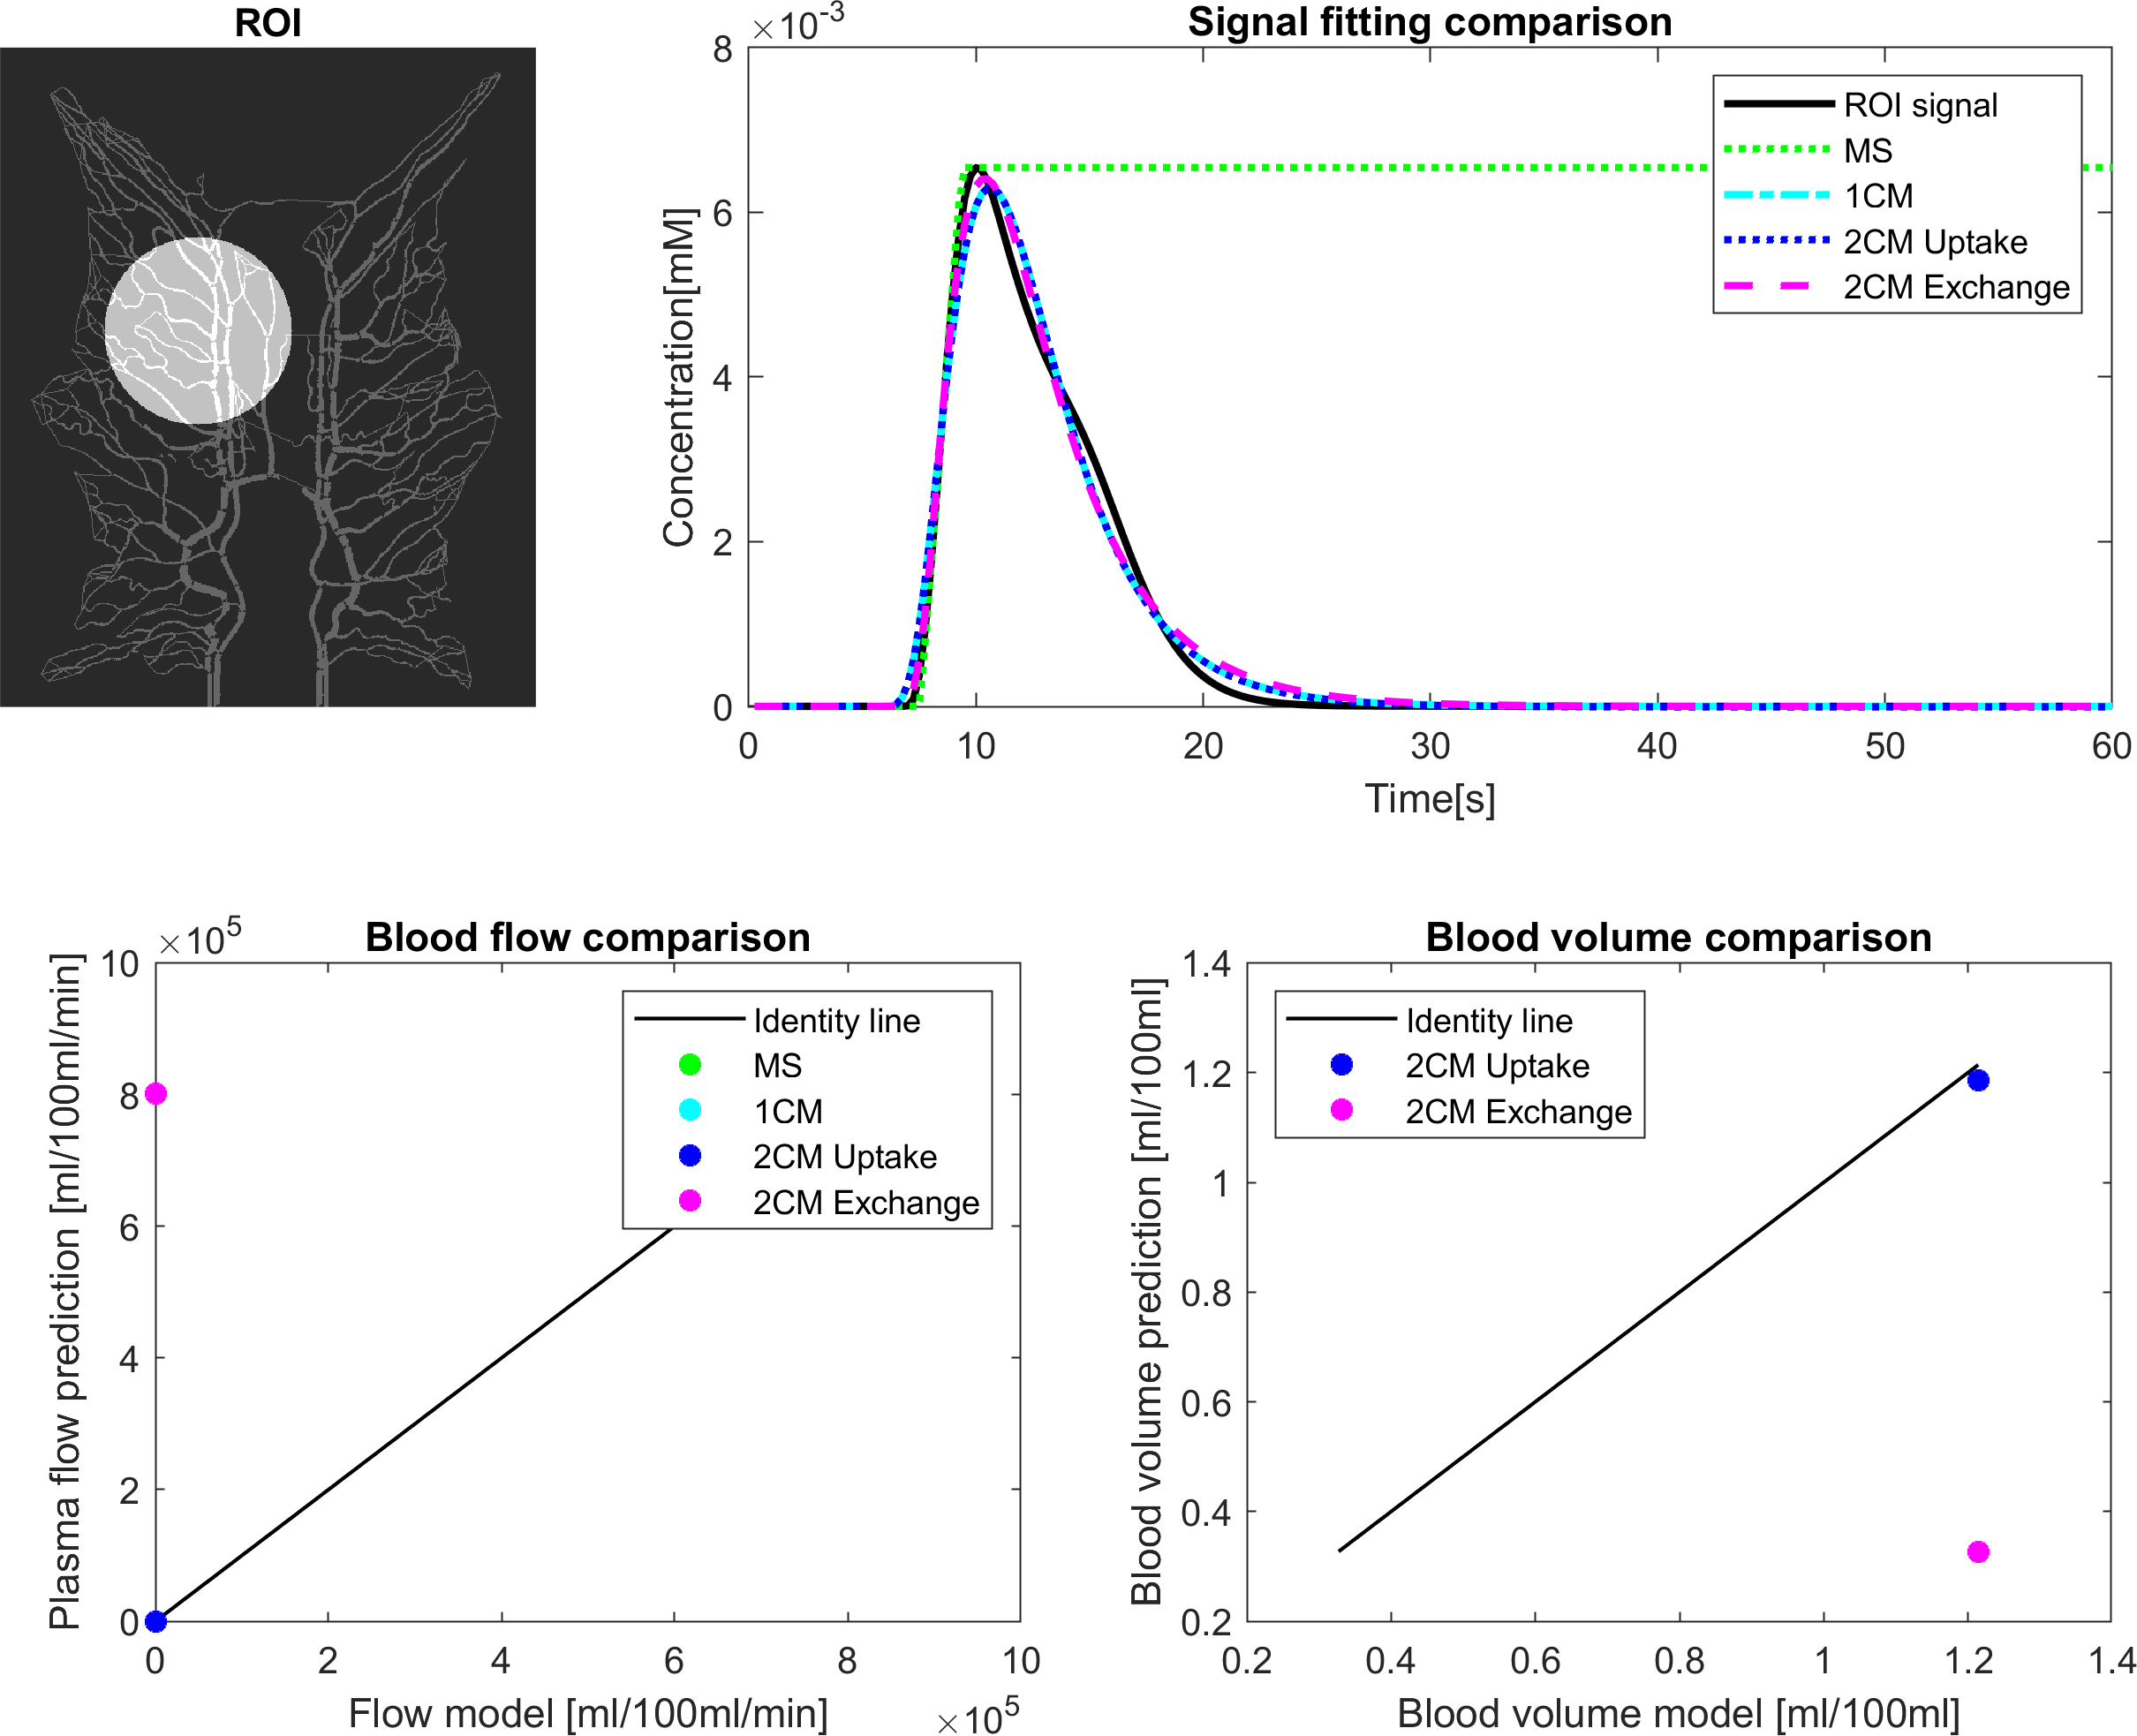 ROI
Signal fitting comparison
×10-3
8
6
4
2
0
Concentration[mM]
0 10 20 30 40 50 60
Time[s]
ROI signal
MS
1CM
2CM Uptake
2CM Exchange
Blood flow comparison
×105
10
8
6
4
2
0
Plasma flow prediction [ml/100ml/min]
Identity line
MS
1CM
2CM Uptake
2CM Exchange
0 2 4 6 8 10
Flow model [ml/100ml/min]
×105
Blood volume comparison
1.4
1.2
1
0.8
0.6
0.4
0.2
Blood volume prediction [ml/100ml]
Identity line
2CM Uptake
2CM Exchange
0.2 0.4 0.6 0.8 1 1.2 1.4
Blood volume model [ml/100ml]